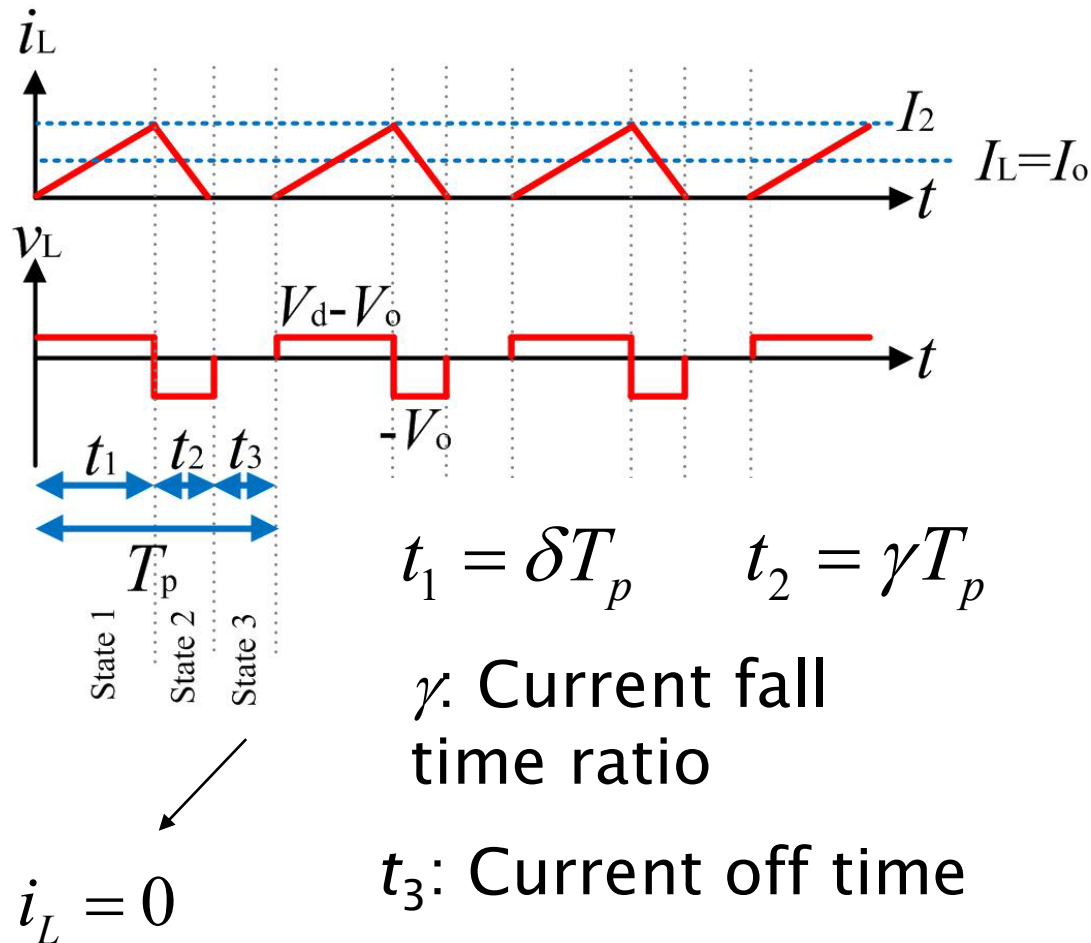 iL
I2
IL=Io
t
vL
Vd-Vo
t
-Vo
t1 t2 t3
Tp
t1 = δTp t2 = γTp
State 1
State 2
State 3
γ: Current fall
time ratio
t3: Current off time
iL = 0